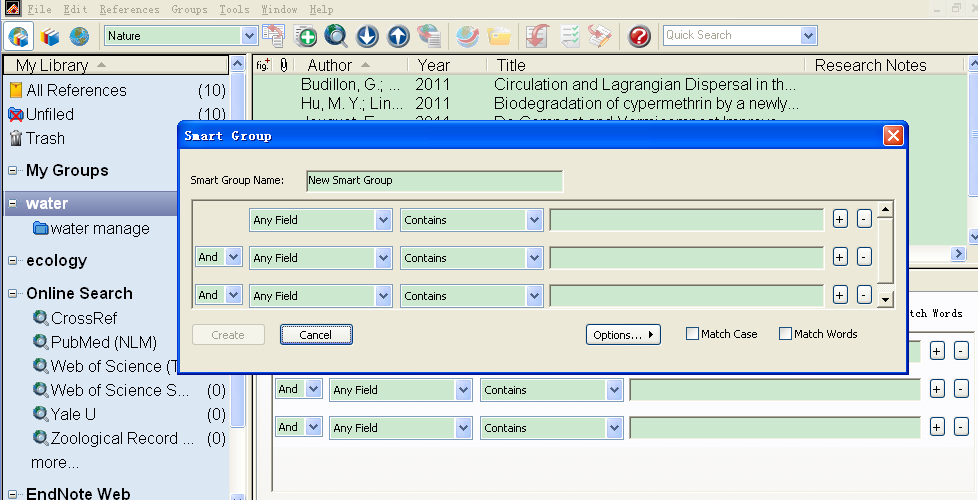 File Edit References Groups Tools Window Help
Nature
Quick Search
My Library
All References (10)
Unfiled (10)
Trash
My Groups
water
water manage
ecology
Online Search
CrossRef
PubMed (NLM)
Web of Science (T
Web of Science S... (0)
Yale U (0)
Zoological Record ... (0)
more...
EndNote Web
fig. Author Year Title Research Notes
Budillon, G.; ... 2011 Circulation and Lagrangian Dispersal in th...
Hu, M. Y.; Lin... 2011 Biodegradation of cypermethrin by a newly...
Smart Group
Smart Group Name: New Smart Group
Any Field Contains + -
And Any Field Contains + -
And Any Field Contains + -
Create Cancel Options... Match Case Match Words
tch Words
+ -
And Any Field Contains + -
And Any Field Contains + -